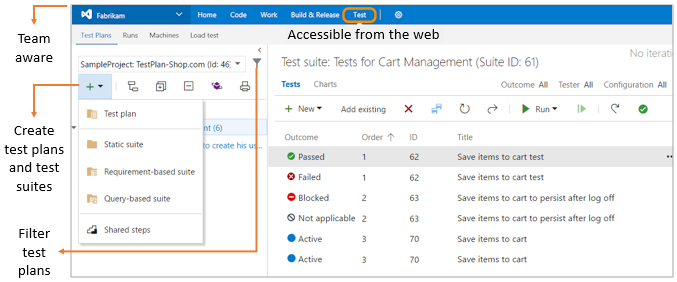 Fabrikam Home Code Work Build & Release Test
Team aware
Test Plans Runs Machines Load test
Accessible from the web
SampleProject: TestPlan-Shop.com (Id: 46)
Test suite: Tests for Cart Management (Suite ID: 61)
No iterati
Tests Charts
Outcome All Tester All Configuration All
+ New Add existing Run
Create test plans and test suites
Test plan
Static suite
Requirement-based suite
Query-based suite
Shared steps
nt (6)
to create his us...
Filter test plans
Outcome Order ID Title
Passed 1 62 Save items to cart test
Failed 1 62 Save items to cart test
Blocked 2 63 Save items to cart to persist after log off
Not applicable 2 63 Save items to cart to persist after log off
Active 3 70 Save items to cart
Active 3 70 Save items to cart